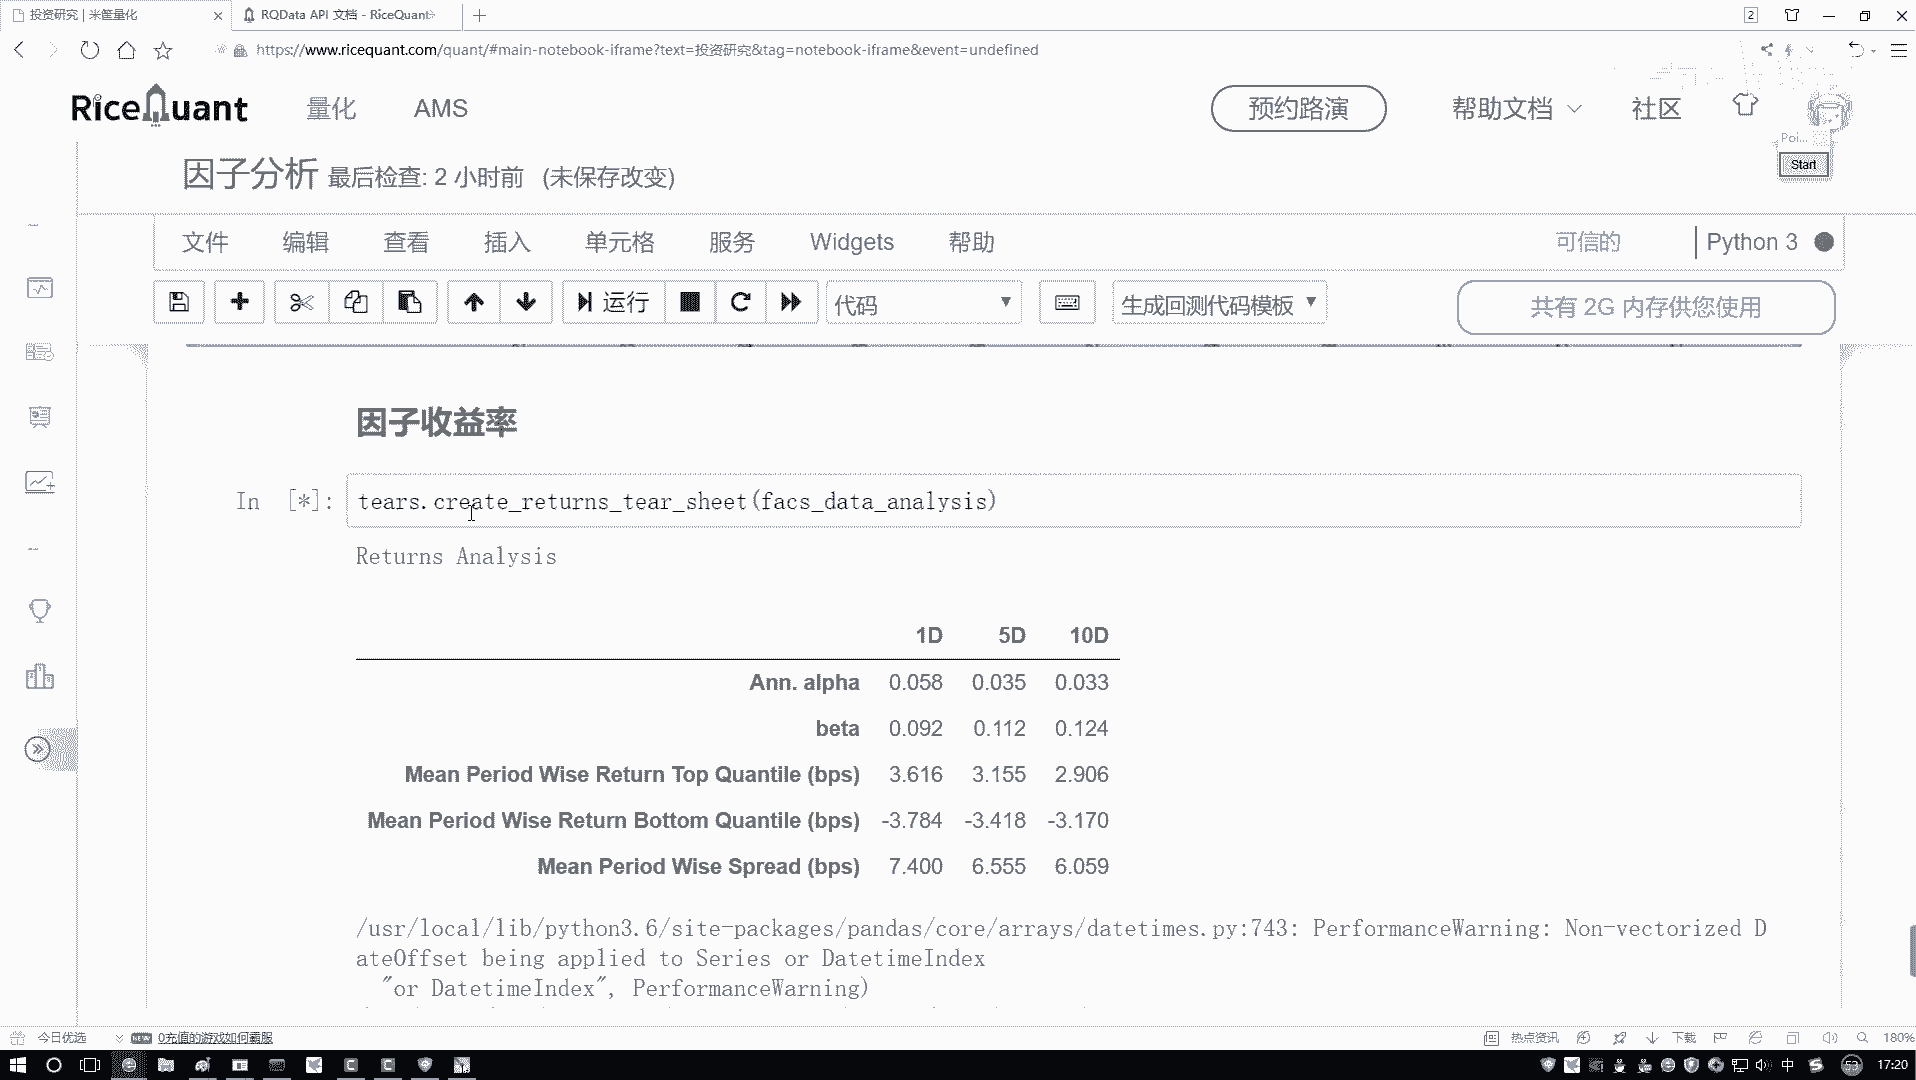 投资研究 | 米筐量化
RQData API 文档 - RiceQuant
2
https://www.ricequant.com/quant/#main-notebook-iframe?text=投资研究&tag=notebook-iframe&event=undefined
RiceQuant 量化 AMS 预约路演 帮助文档 社区
Poi...
Start
因子分析 最后检查: 2 小时前 (未保存改变)
文件 编辑 查看 插入 单元格 服务 Widgets 帮助 可信的 Python 3
运行 代码 生成回测代码模板 共有 2G 内存供您使用
因子收益率
In [*]: tears.create_returns_tear_sheet(facs_data_analysis)
Returns Analysis
1D 5D 10D
Ann. alpha 0.058 0.035 0.033
beta 0.092 0.112 0.124
Mean Period Wise Return Top Quantile (bps) 3.616 3.155 2.906
Mean Period Wise Return Bottom Quantile (bps) -3.784 -3.418 -3.170
Mean Period Wise Spread (bps) 7.400 6.555 6.059
/usr/local/lib/python3.6/site-packages/pandas/core/arrays/datetimes.py:743: PerformanceWarning: Non-vectorized D
ateOffset being applied to Series or DatetimeIndex
"or DatetimeIndex", PerformanceWarning)
今日优选 NEW 0充值的游戏如何霸服 热点资讯 下载 180%
中 53 17:20